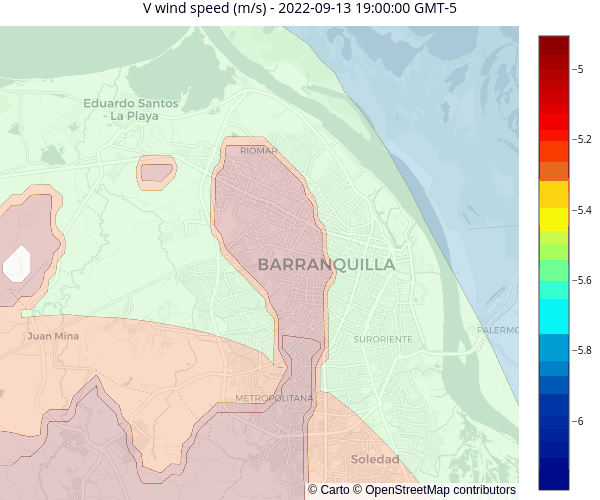 V wind speed (m/s) - 2022-09-13 19:00:00 GMT-5
Eduardo Santos
- La Playa
RIOMAR
BARRANQUILLA
Juan Mina
SURORIENTE
PALERMO
METROPOLITANA
Soledad
© Carto © OpenStreetMap contributors
−5
−5.2
−5.4
−5.6
−5.8
−6